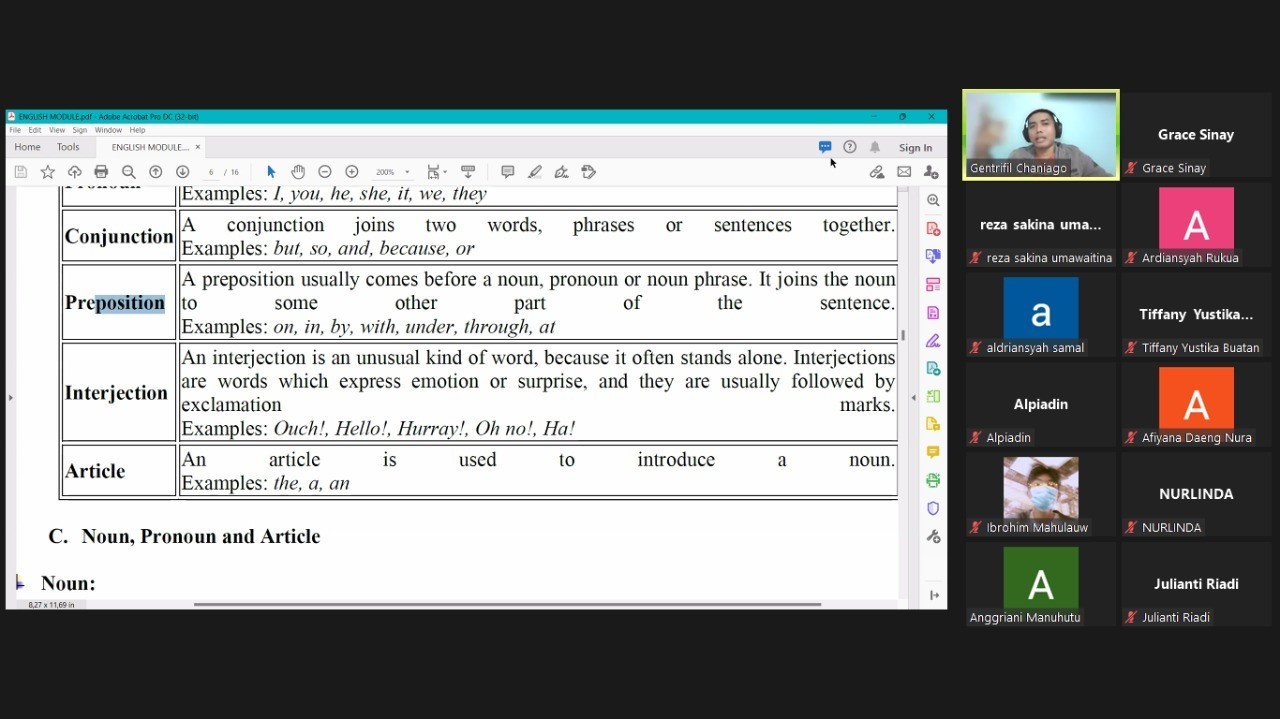 ENGLISH MODULE.pdf - Adobe Acrobat Pro DC (32-bit)
File Edit View Sign Window Help
Home Tools ENGLISH MODULE.... × Sign In
6 / 16 200%
Examples: I, you, he, she, it, we, they
Conjunction
A conjunction joins two words, phrases or sentences together.
Examples: but, so, and, because, or
Preposition
A preposition usually comes before a noun, pronoun or noun phrase. It joins the noun
to some other part of the sentence.
Examples: on, in, by, with, under, through, at
Interjection
An interjection is an unusual kind of word, because it often stands alone. Interjections
are words which express emotion or surprise, and they are usually followed by
exclamation marks.
Examples: Ouch!, Hello!, Hurray!, Oh no!, Ha!
Article
An article is used to introduce a noun.
Examples: the, a, an
C. Noun, Pronoun and Article
Noun:
8,27 x 11,69 in
Gentrifil Chaniago
Grace Sinay
Grace Sinay
reza sakina uma...
reza sakina umawaitina
A
Ardiansyah Rukua
a
aldriansyah samal
Tiffany Yustika...
Tiffany Yustika Buatan
Alpiadin
Alpiadin
A
Afiyana Daeng Nura
Ibrohim Mahulauw
NURLINDA
NURLINDA
A
Anggriani Manuhutu
Julianti Riadi
Julianti Riadi